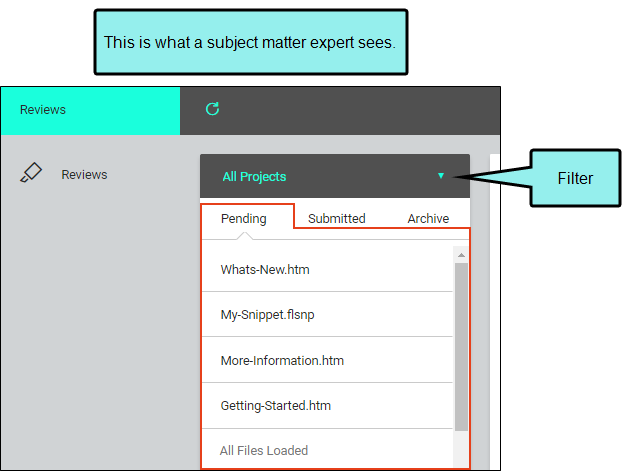 This is what a subject matter expert sees.
Reviews
Reviews
All Projects
Filter
Pending Submitted Archive
Whats-New.htm
My-Snippet.flsnp
More-Information.htm
Getting-Started.htm
All Files Loaded